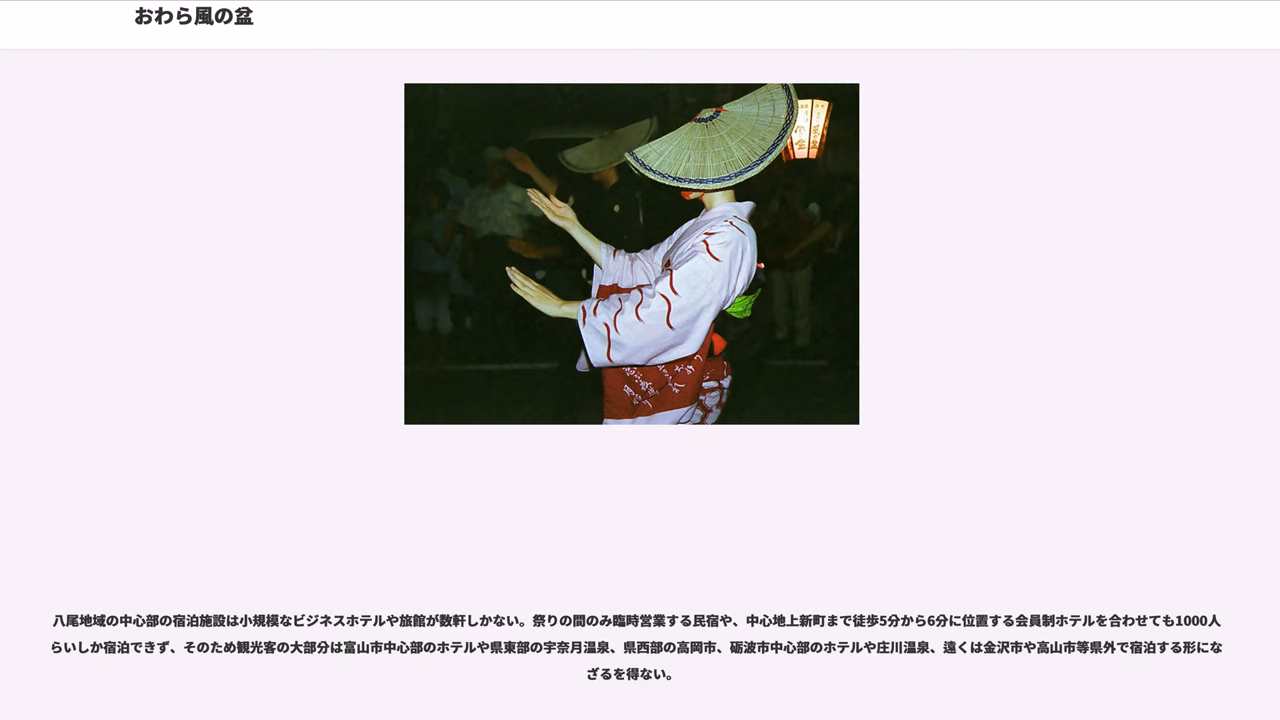 おわら風の盆
八尾地域の中心部の宿泊施設は小規模なビジネスホテルや旅館が数軒しかない。祭りの間のみ臨時営業する民宿や、中心地上新町まで徒歩5分から6分に位置する会員制ホテルを合わせても1000人
らいしか宿泊できず、そのため観光客の大部分は富山市中心部のホテルや県東部の宇奈月温泉、県西部の高岡市、砺波市中心部のホテルや庄川温泉、遠くは金沢市や高山市等県外で宿泊する形にな
ざるを得ない。